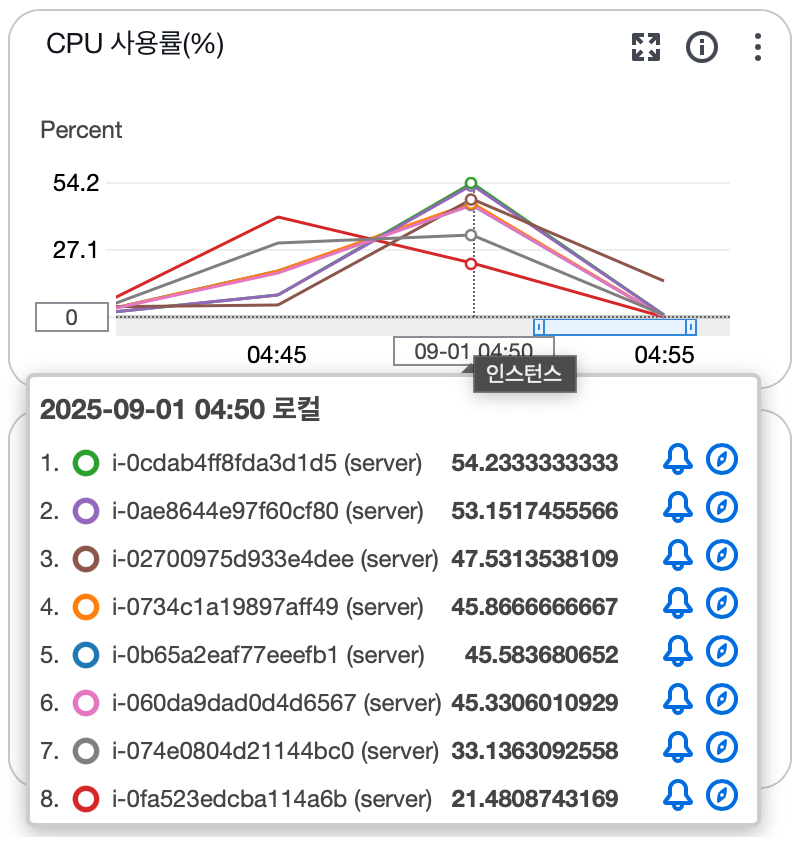 CPU 사용률(%)
Percent
54.2
27.1
0
04:45
09-01 04:50
04:55
인스턴스
2025-09-01 04:50 로컬
1. i-0cdab4ff8fda3d1d5 (server) 54.2333333333
2. i-0ae8644e97f60cf80 (server) 53.1517455566
3. i-02700975d933e4dee (server) 47.5313538109
4. i-0734c1a19897aff49 (server) 45.8666666667
5. i-0b65a2eaf77eeefb1 (server) 45.583680652
6. i-060da9dad0d4d6567 (server) 45.3306010929
7. i-074e0804d21144bc0 (server) 33.1363092558
8. i-0fa523edcba114a6b (server) 21.4808743169